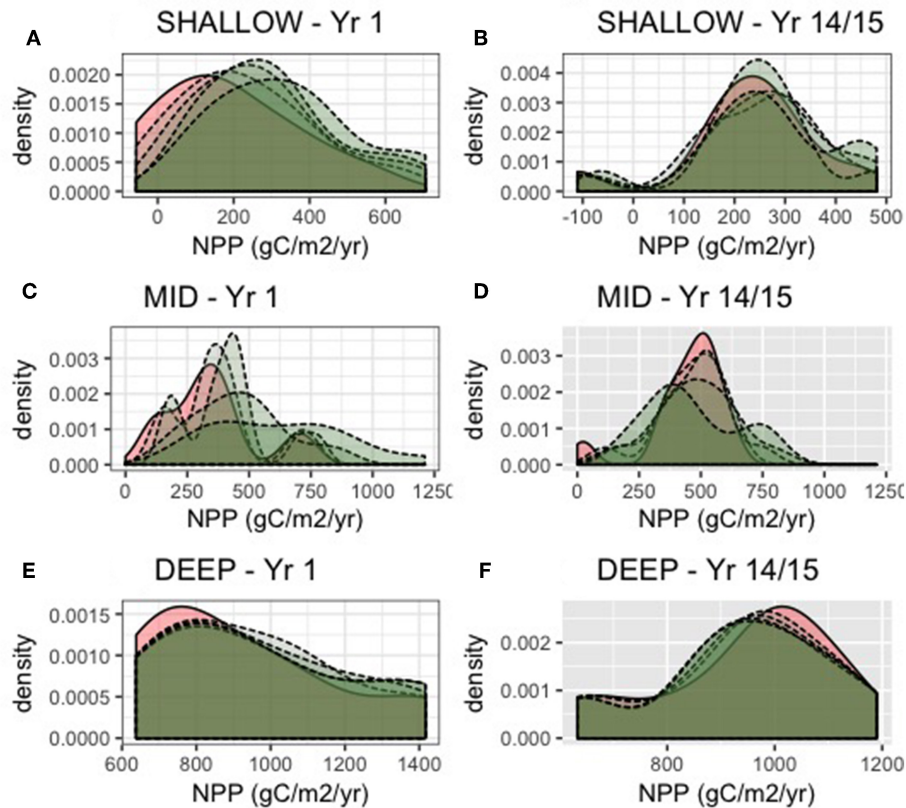 A SHALLOW - Yr 1
density
0.0020
0.0015
0.0010
0.0005
0.0000
0 200 400 600
NPP (gC/m2/yr)
B SHALLOW - Yr 14/15
density
0.004
0.003
0.002
0.001
0.000
-100 0 100 200 300 400 500
NPP (gC/m2/yr)
C MID - Yr 1
density
0.003
0.002
0.001
0.000
0 250 500 750 1000 1250
NPP (gC/m2/yr)
D MID - Yr 14/15
density
0.003
0.002
0.001
0.000
0 250 500 750 1000 1250
NPP (gC/m2/yr)
E DEEP - Yr 1
density
0.0015
0.0010
0.0005
0.0000
600 800 1000 1200 1400
NPP (gC/m2/yr)
F DEEP - Yr 14/15
density
0.002
0.001
0.000
800 1000 1200
NPP (gC/m2/yr)